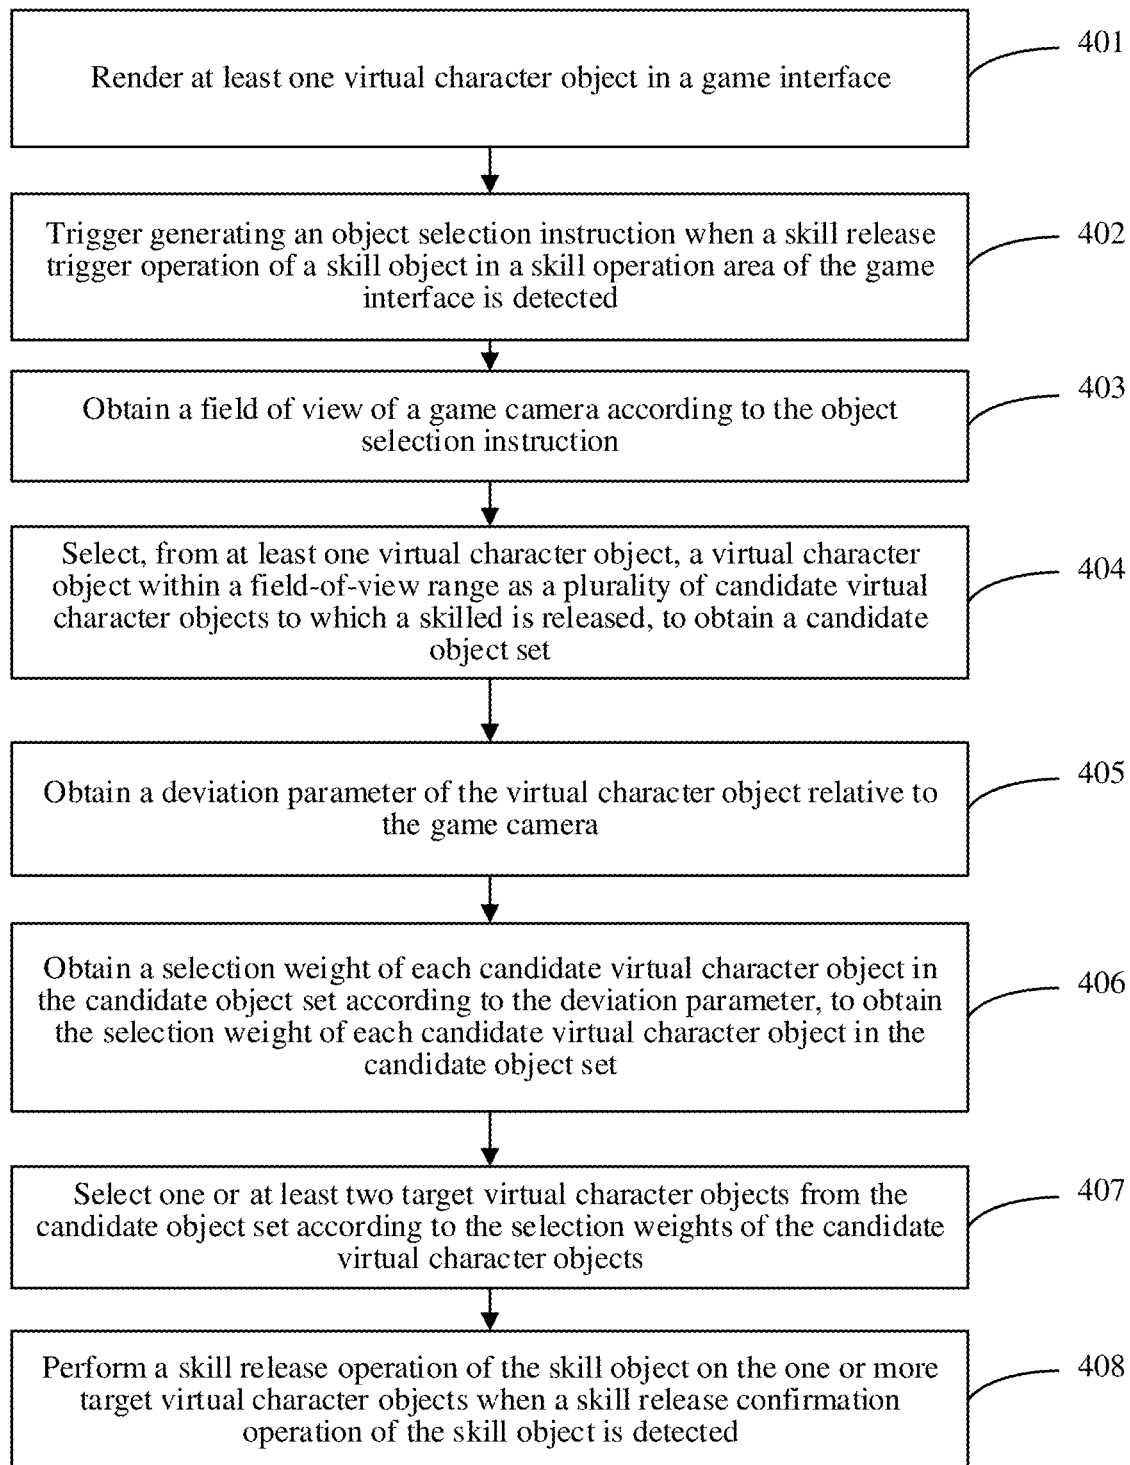 Render at least one virtual character object in a game interface
401
Trigger generating an object selection instruction when a skill release
trigger operation of a skill object in a skill operation area of the game
interface is detected
402
Obtain a field of view of a game camera according to the object
selection instruction
403
Select, from at least one virtual character object, a virtual character
object within a field-of-view range as a plurality of candidate virtual
character objects to which a skilled is released, to obtain a candidate
object set
404
Obtain a deviation parameter of the virtual character object relative to
the game camera
405
Obtain a selection weight of each candidate virtual character object in
the candidate object set according to the deviation parameter, to obtain
the selection weight of each candidate virtual character object in the
candidate object set
406
Select one or at least two target virtual character objects from the
candidate object set according to the selection weights of the candidate
virtual character objects
407
Perform a skill release operation of the skill object on the one or more
target virtual character objects when a skill release confirmation
operation of the skill object is detected
408